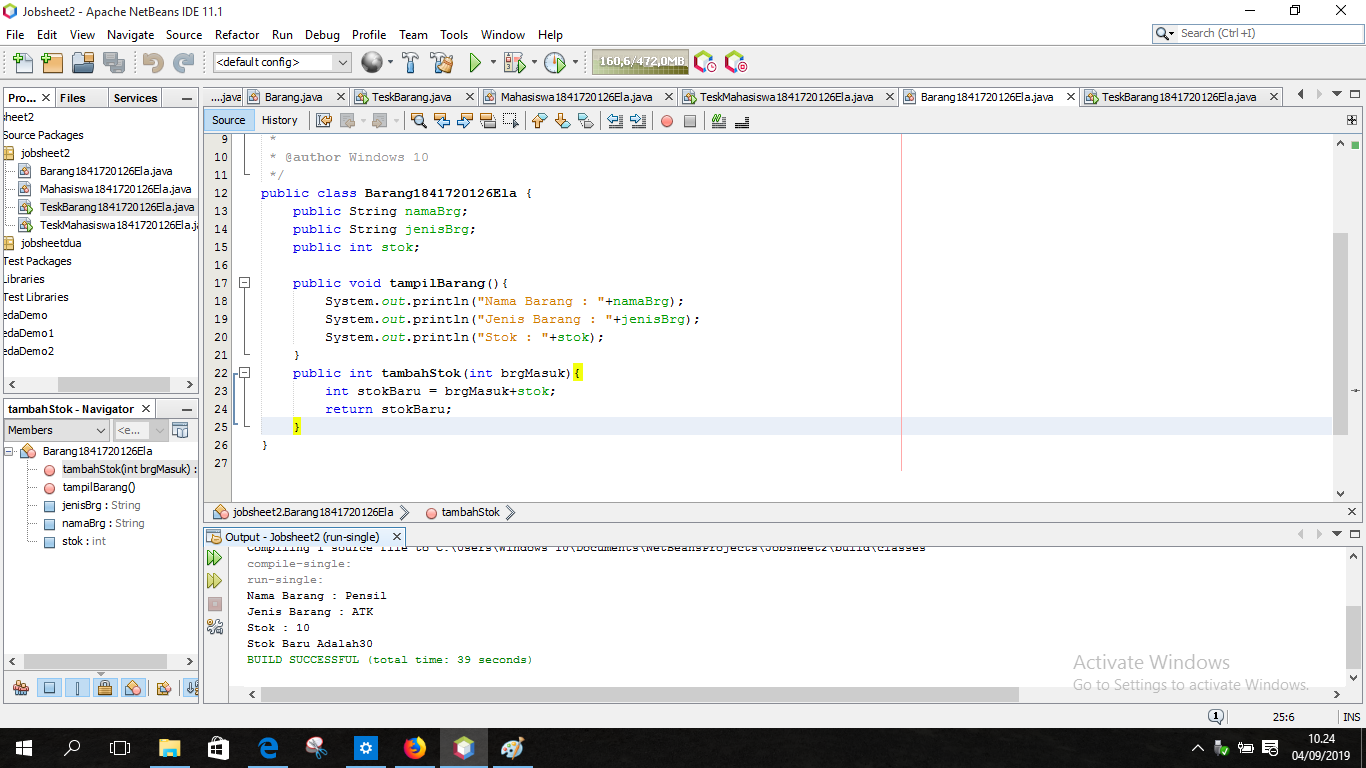 Jobsheet2 - Apache NetBeans IDE 11.1
File Edit View Navigate Source Refactor Run Debug Profile Team Tools Window Help
Search (Ctrl+I)
<default config>
160,6/472,0MB
Pro... Files Services
....java Barang.java TeskBarang.java Mahasiswa1841720126Ela.java TeskMahasiswa1841720126Ela.java Barang1841720126Ela.java TeskBarang1841720126Ela.java
Source History
sheet2
Source Packages
jobsheet2
Barang1841720126Ela.java
Mahasiswa1841720126Ela.java
TeskBarang1841720126Ela.java
TeskMahasiswa1841720126Ela.j
jobsheetdua
Test Packages
Libraries
Test Libraries
edaDemo
edaDemo1
edaDemo2
9 *
10 * @author Windows 10
11 */
12 public class Barang1841720126Ela {
13 public String namaBrg;
14 public String jenisBrg;
15 public int stok;
16
17 public void tampilBarang(){
18 System.out.println("Nama Barang : "+namaBrg);
19 System.out.println("Jenis Barang : "+jenisBrg);
20 System.out.println("Stok : "+stok);
21 }
22 public int tambahStok(int brgMasuk){
23 int stokBaru = brgMasuk+stok;
24 return stokBaru;
25 }
26 }
27
tambahStok - Navigator
Members <e...
Barang1841720126Ela
tambahStok(int brgMasuk) :
tampilBarang()
jenisBrg : String
namaBrg : String
stok : int
jobsheet2.Barang1841720126Ela tambahStok
Output - Jobsheet2 (run-single)
Compiling 1 source file to C:\Users\Windows 10\Documents\NetBeansProjects\Jobsheet2\build\classes
compile-single:
run-single:
Nama Barang : Pensil
Jenis Barang : ATK
Stok : 10
Stok Baru Adalah30
BUILD SUCCESSFUL (total time: 39 seconds)
Activate Windows
Go to Settings to activate Windows.
1 25:6 INS
10.24
04/09/2019